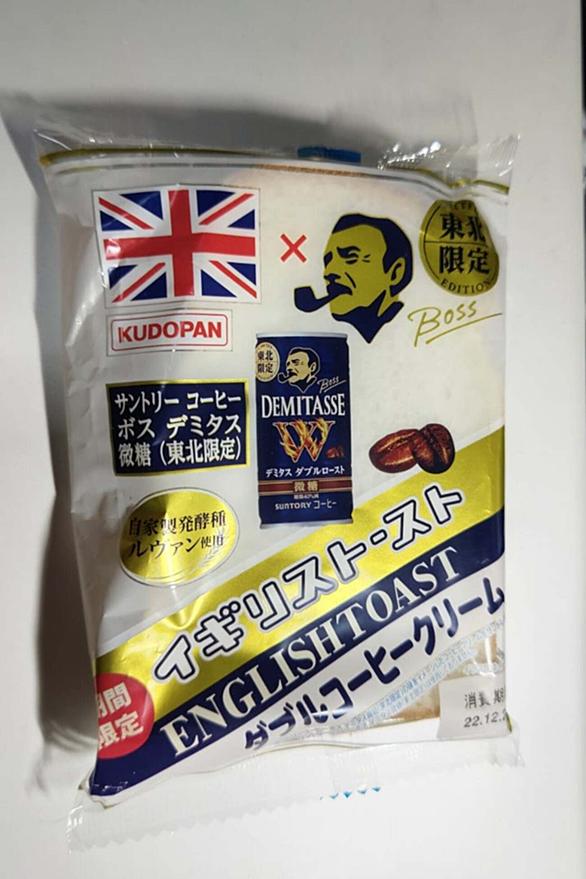 ×
東北
限定
EDITION
Boss
KUDOPAN
サントリー コーヒー
ボス デミタス
微糖(東北限定)
東北
限定
Boss
DEMITASSE
W
デミタス ダブルロースト
微糖
SUNTORY コーヒー
自家製発酵種
ルヴァン使用
イギリスト・スト
ENGLISHTOAST
ダブルコーヒークリーム
期間
限定
消費期
22.12.